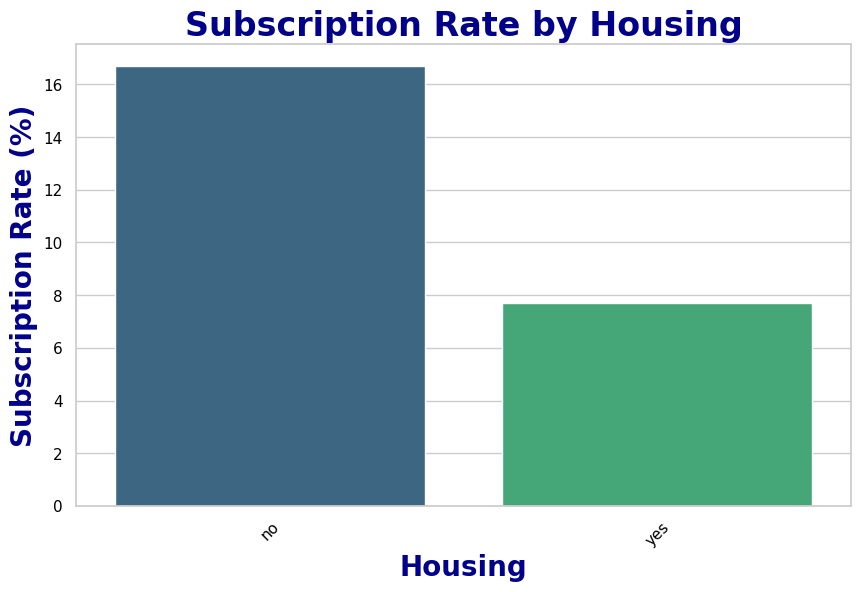 Subscription Rate by Housing
Subscription Rate (%)
16
14
12
10
8
6
4
2
0
no
yes
Housing